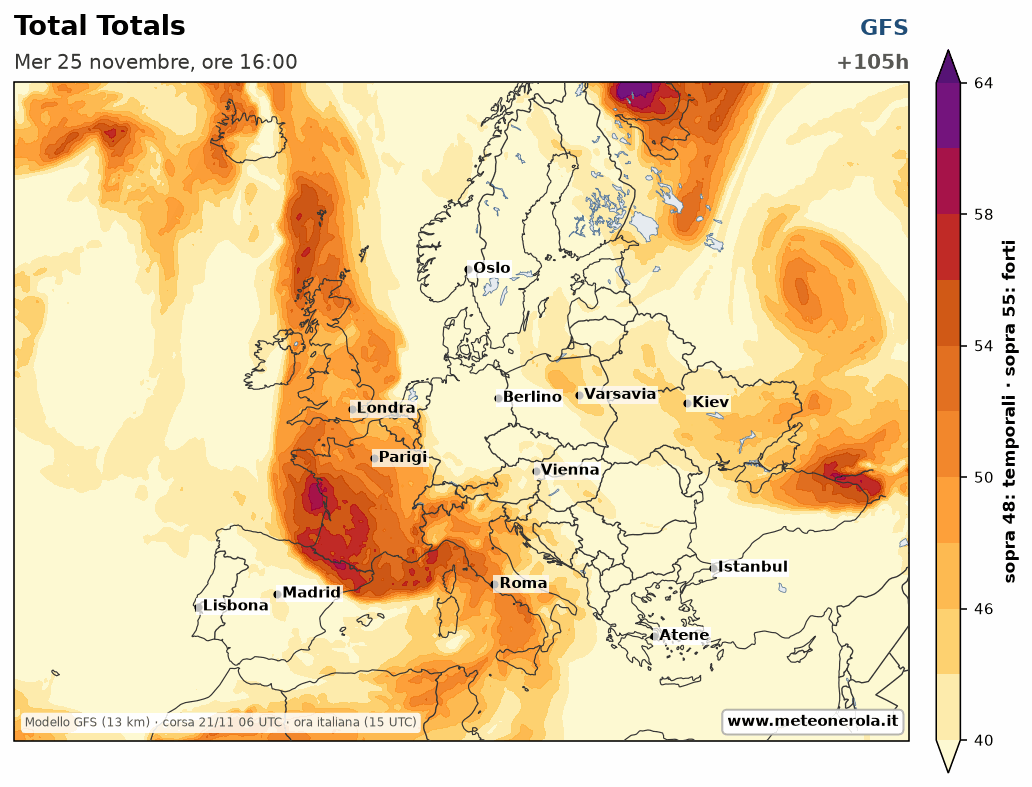 Total Totals
GFS
Mer 25 novembre, ore 16:00
+105h
64
58
54
50
46
40
sopra 48: temporali · sopra 55: forti
Oslo
Berlino
Varsavia
Kiev
Londra
Parigi
Vienna
Istanbul
Roma
Madrid
Lisbona
Atene
Modello GFS (13 km) · corsa 21/11 06 UTC · ora italiana (15 UTC)
www.meteonerola.it